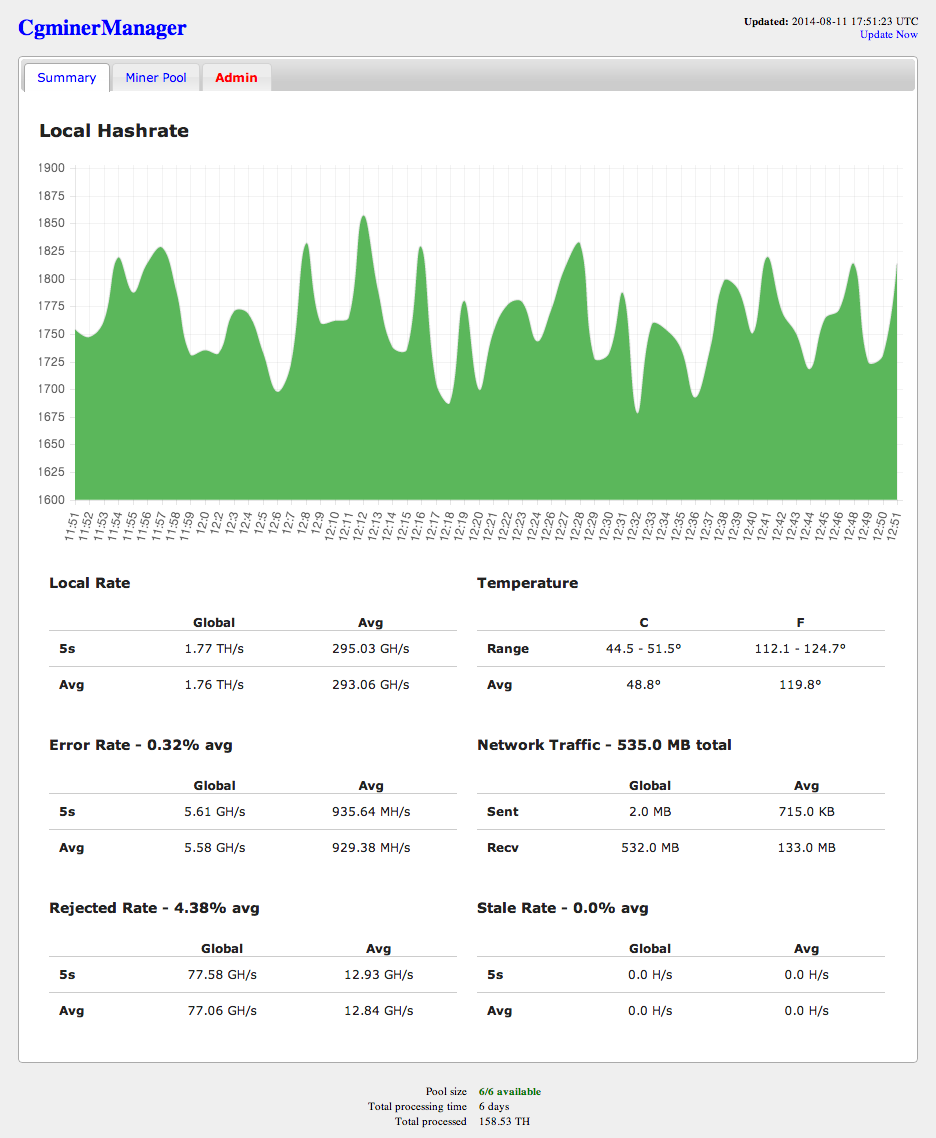 CgminerManager
Updated: 2014-08-11 17:51:23 UTC
Update Now
Summary Miner Pool Admin
Local Hashrate
1900
1875
1850
1825
1800
1775
1750
1725
1700
1675
1650
1625
1600
11:51 11:52 11:53 11:54 11:55 11:56 11:57 11:58 11:59 12:0 12:2 12:3 12:4 12:5 12:6 12:7 12:8 12:9 12:10 12:11 12:12 12:13 12:14 12:15 12:16 12:17 12:18 12:19 12:20 12:21 12:22 12:23 12:24 12:26 12:27 12:28 12:29 12:30 12:31 12:32 12:33 12:34 12:35 12:36 12:37 12:38 12:39 12:40 12:41 12:42 12:43 12:44 12:45 12:46 12:47 12:48 12:49 12:50 12:51
Local Rate
Global Avg
5s 1.77 TH/s 295.03 GH/s
Avg 1.76 TH/s 293.06 GH/s
Temperature
C F
Range 44.5 - 51.5º 112.1 - 124.7º
Avg 48.8º 119.8º
Error Rate - 0.32% avg
Global Avg
5s 5.61 GH/s 935.64 MH/s
Avg 5.58 GH/s 929.38 MH/s
Network Traffic - 535.0 MB total
Global Avg
Sent 2.0 MB 715.0 KB
Recv 532.0 MB 133.0 MB
Rejected Rate - 4.38% avg
Global Avg
5s 77.58 GH/s 12.93 GH/s
Avg 77.06 GH/s 12.84 GH/s
Stale Rate - 0.0% avg
Global Avg
5s 0.0 H/s 0.0 H/s
Avg 0.0 H/s 0.0 H/s
Pool size 6/6 available
Total processing time 6 days
Total processed 158.53 TH